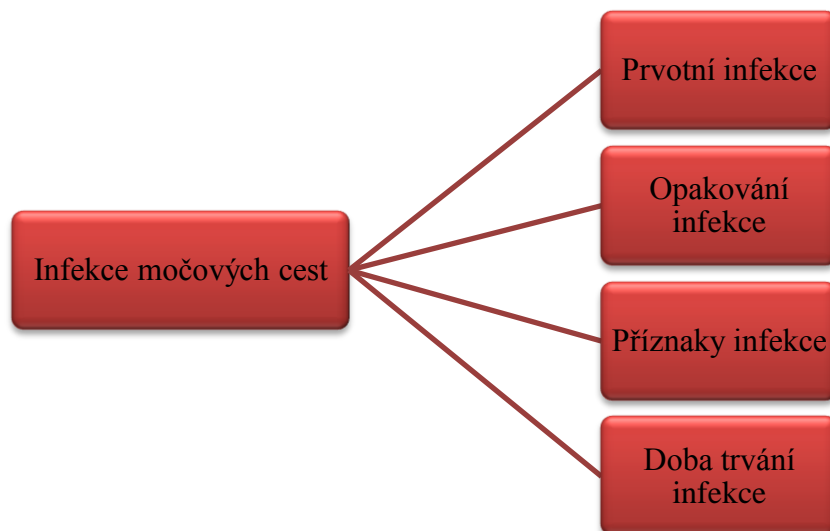 Infekce močových cest
Prvotní infekce
Opakování
infekce
Příznaky infekce
Doba trvání
infekce